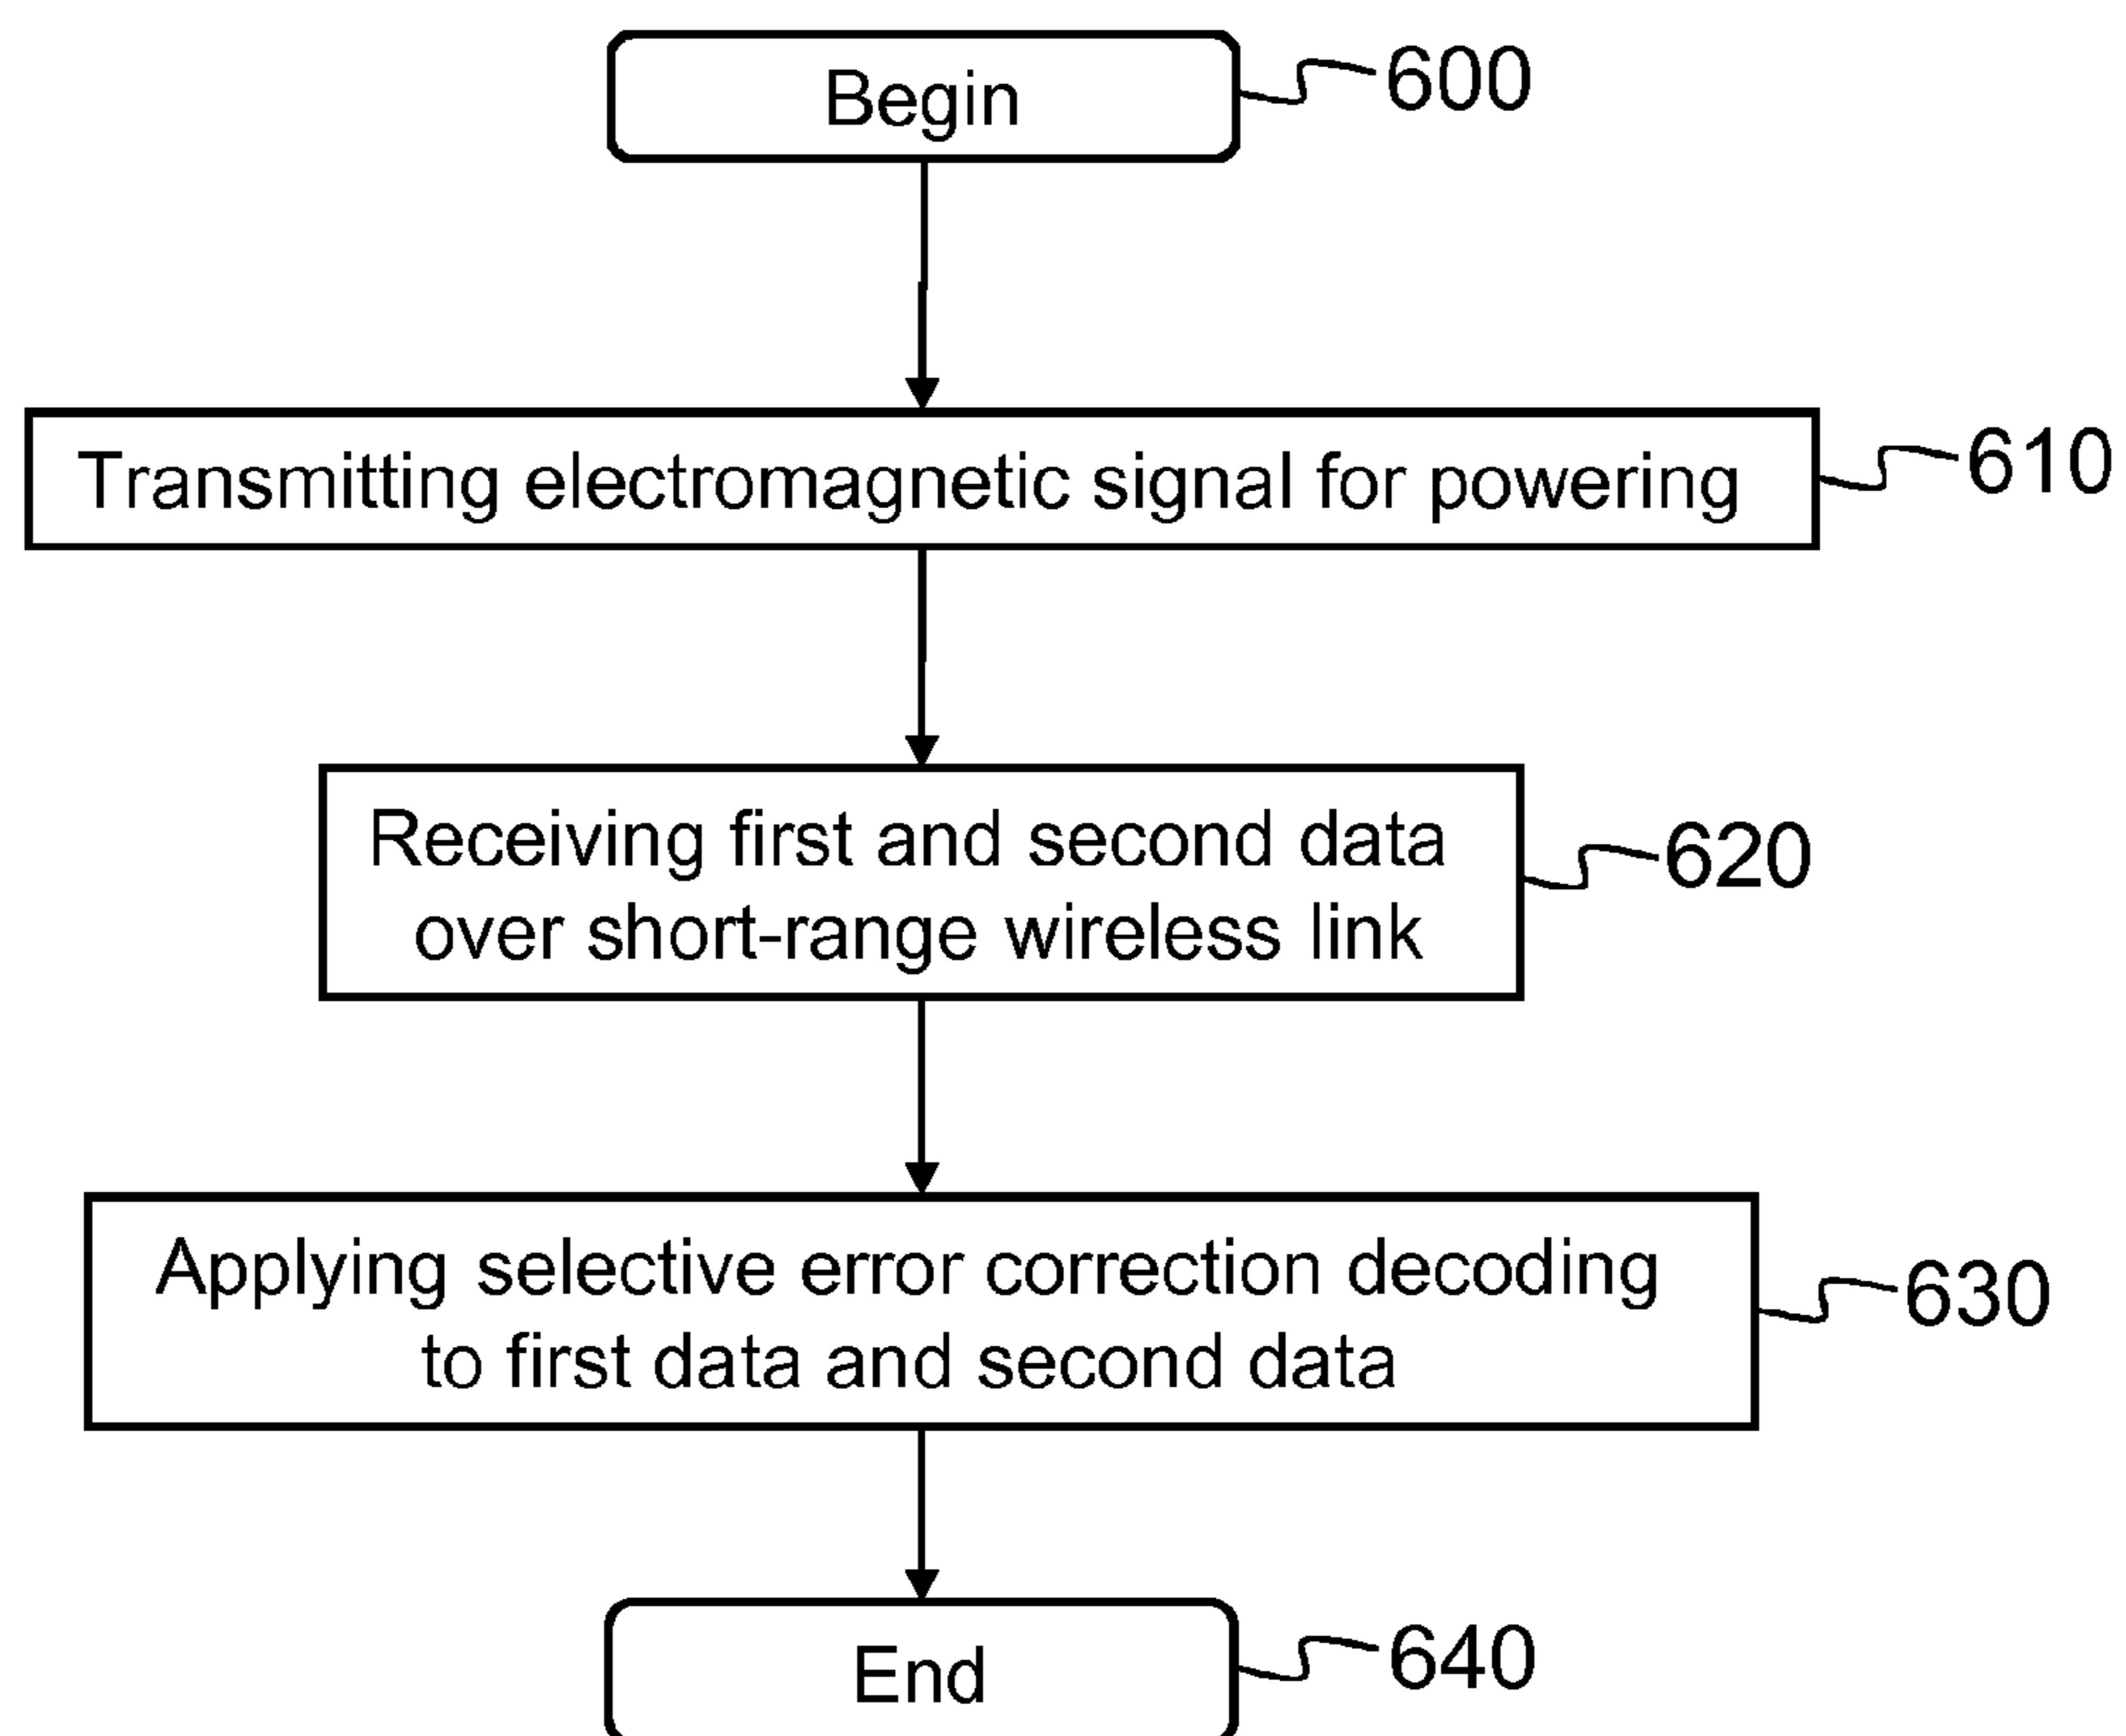 Begin
600
Transmitting electromagnetic signal for powering
610
Receiving first and second data
over short-range wireless link
620
Applying selective error correction decoding
to first data and second data
630
End
640